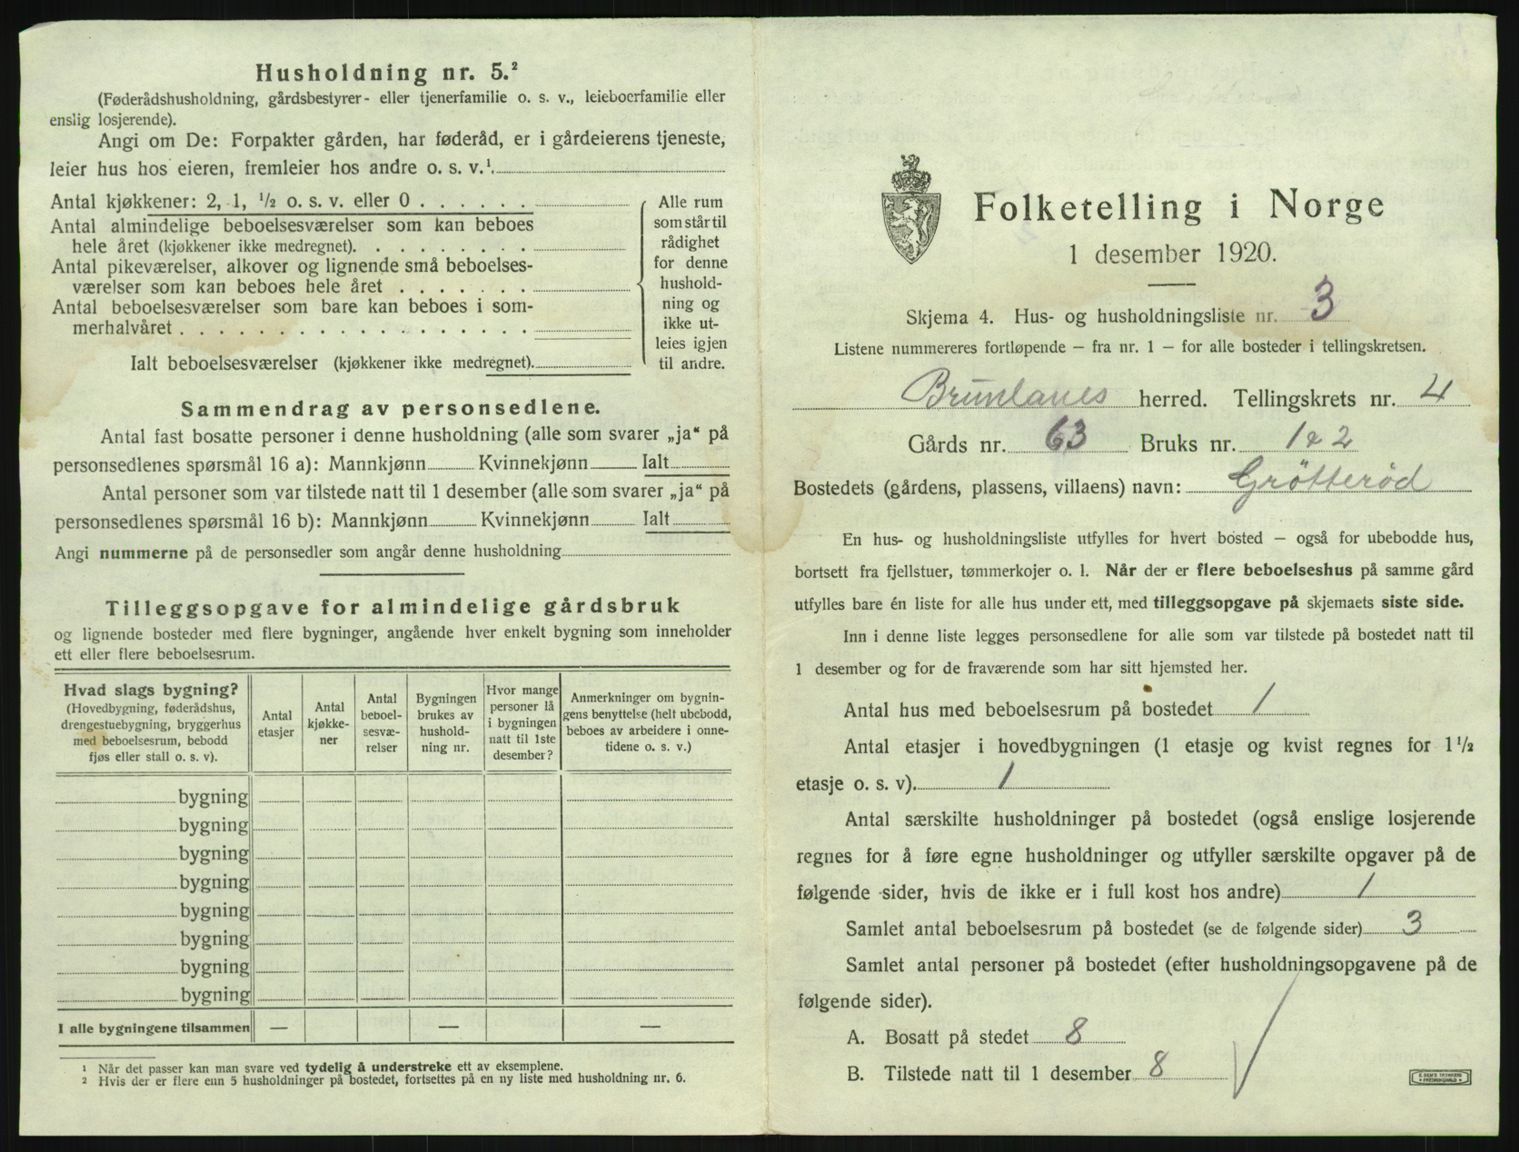 Husholdning nr. 5.²
(Føderådshusholdning, gårdsbestyrer- eller tjenerfamilie o. s. v., leieboerfamilie eller
enslig losjerende).
Angi om De: Forpakter gården, har føderåd, er i gårdeierens tjeneste,
leier hus hos eieren, fremleier hos andre o. s. v.¹
Antal kjøkkener: 2, 1, ½ o. s. v. eller 0
Antal almindelige beboelsesværelser som kan beboes
hele året (kjøkkener ikke medregnet).
Antal pikeværelser, alkover og lignende små beboelses-
værelser som kan beboes hele året
Antal beboelsesværelser som bare kan beboes i som-
merhalvåret
Ialt beboelsesværelser (kjøkkener ikke medregnet).
Alle rum
som står til
rådighet
for denne
hushold-
ning og
ikke ut-
leies igjen
til andre.
Sammendrag av personsedlene.
Antal fast bosatte personer i denne husholdning (alle som svarer „ja“ på
personsedlenes spørsmål 16 a): Mannkjønn Kvinnekjønn Ialt
Antal personer som var tilstede natt til 1 desember (alle som svarer „ja“ på
personsedlenes spørsmål 16 b): Mannkjønn Kvinnekjønn Ialt
Angi nummerne på de personsedler som angår denne husholdning
Tilleggsopgave for almindelige gårdsbruk
og lignende bosteder med flere bygninger, angående hver enkelt bygning som inneholder
ett eller flere beboelsesrum.
Hvad slags bygning?
(Hovedbygning, føderådshus,
drengestuebygning, bryggerhus
med beboelsesrum, bebodd
fjøs eller stall o. s. v).
Antal
etasjer
Antal
kjøkke-
ner
Antal
beboel-
sesvæ-
relser
Bygningen
brukes av
hushold-
ning nr.
Hvor mange
personer lå
i bygningen
natt til 1ste
desember?
Anmerkninger om bygnin-
gens benyttelse (helt ubebodd,
beboes av arbeidere i onne-
tidene o. s. v.)
bygning
bygning
bygning
bygning
bygning
bygning
bygning
bygning
I alle bygningene tilsammen — — —
¹ Når det passer kan man svare ved tydelig å understreke ett av eksemplene.
² Hvis der er flere enn 5 husholdninger på bostedet, fortsettes på en ny liste med husholdning nr. 6.
Folketelling i Norge
1 desember 1920.
Skjema 4. Hus- og husholdningsliste nr. 3
Listene nummereres fortløpende — fra nr. 1 — for alle bosteder i tellingskretsen.
Brunlanes herred. Tellingskrets nr. 4
Gårds nr. 63 Bruks nr. 1 & 2
Bostedets (gårdens, plassens, villaens) navn: Grötterød
En hus- og husholdningsliste utfylles for hvert bosted — også for ubebodde hus,
bortsett fra fjellstuer, tømmerkojer o. l. Når der er flere beboelseshus på samme gård
utfylles bare én liste for alle hus under ett, med tilleggsopgave på skjemaets siste side.
Inn i denne liste legges personsedlene for alle som var tilstede på bostedet natt til
1 desember og for de fraværende som har sitt hjemsted her.
Antal hus med beboelsesrum på bostedet 1
Antal etasjer i hovedbygningen (1 etasje og kvist regnes for 1½
etasje o. s. v). 1
Antal særskilte husholdninger på bostedet (også enslige losjerende
regnes for å føre egne husholdninger og utfyller særskilte opgaver på de
følgende sider, hvis de ikke er i full kost hos andre) 1
Samlet antal beboelsesrum på bostedet (se de følgende sider) 3
Samlet antal personer på bostedet (efter husholdningsopgavene på de
følgende sider).
A. Bosatt på stedet 8
B. Tilstede natt til 1 desember 8